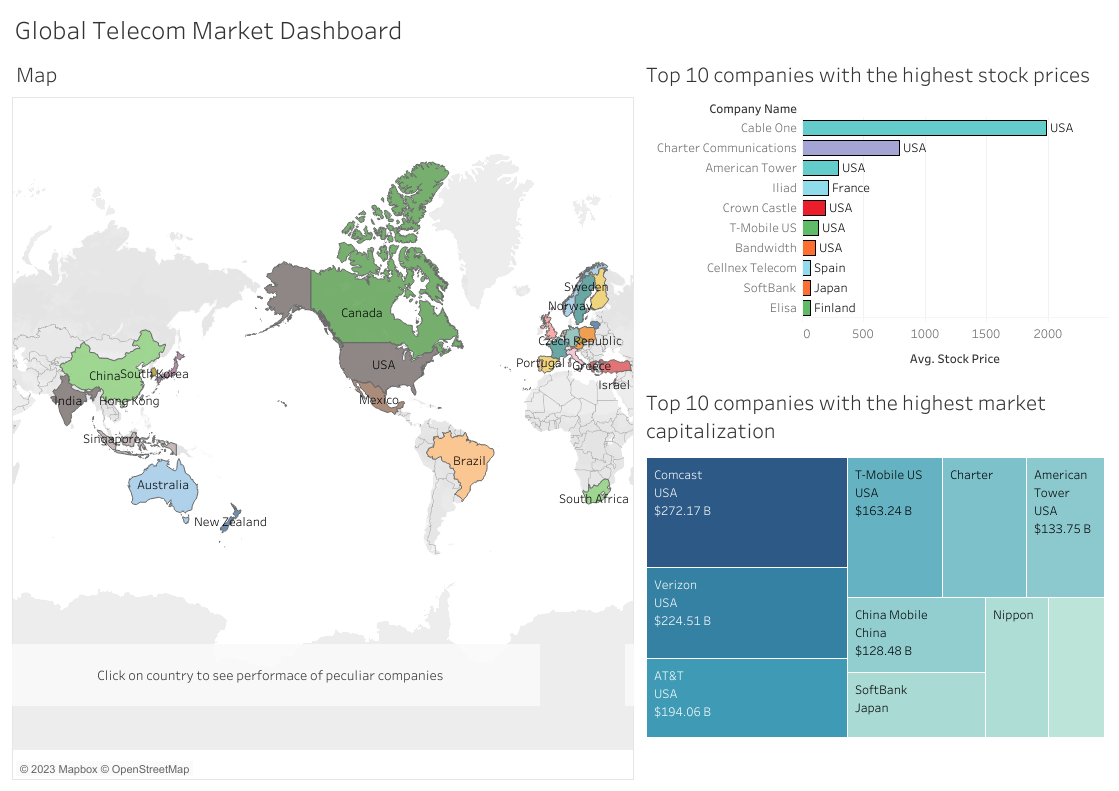 Global Telecom Market Dashboard
Map
Canada
USA
Mexico
Brazil
Sweden
Norway
Czech Republic
Portugal
Greece
Israel
South Africa
China
South Korea
India
Hong Kong
Singapore
Australia
New Zealand
Click on country to see performace of peculiar companies
© 2023 Mapbox © OpenStreetMap
Top 10 companies with the highest stock prices
Company Name
Cable One USA
Charter Communications USA
American Tower USA
Iliad France
Crown Castle USA
T-Mobile US USA
Bandwidth USA
Cellnex Telecom Spain
SoftBank Japan
Elisa Finland
0 500 1000 1500 2000
Avg. Stock Price
Top 10 companies with the highest market
capitalization
Comcast
USA
$272.17 B
Verizon
USA
$224.51 B
AT&T
USA
$194.06 B
T-Mobile US
USA
$163.24 B
Charter
American
Tower
USA
$133.75 B
China Mobile
China
$128.48 B
SoftBank
Japan
Nippon